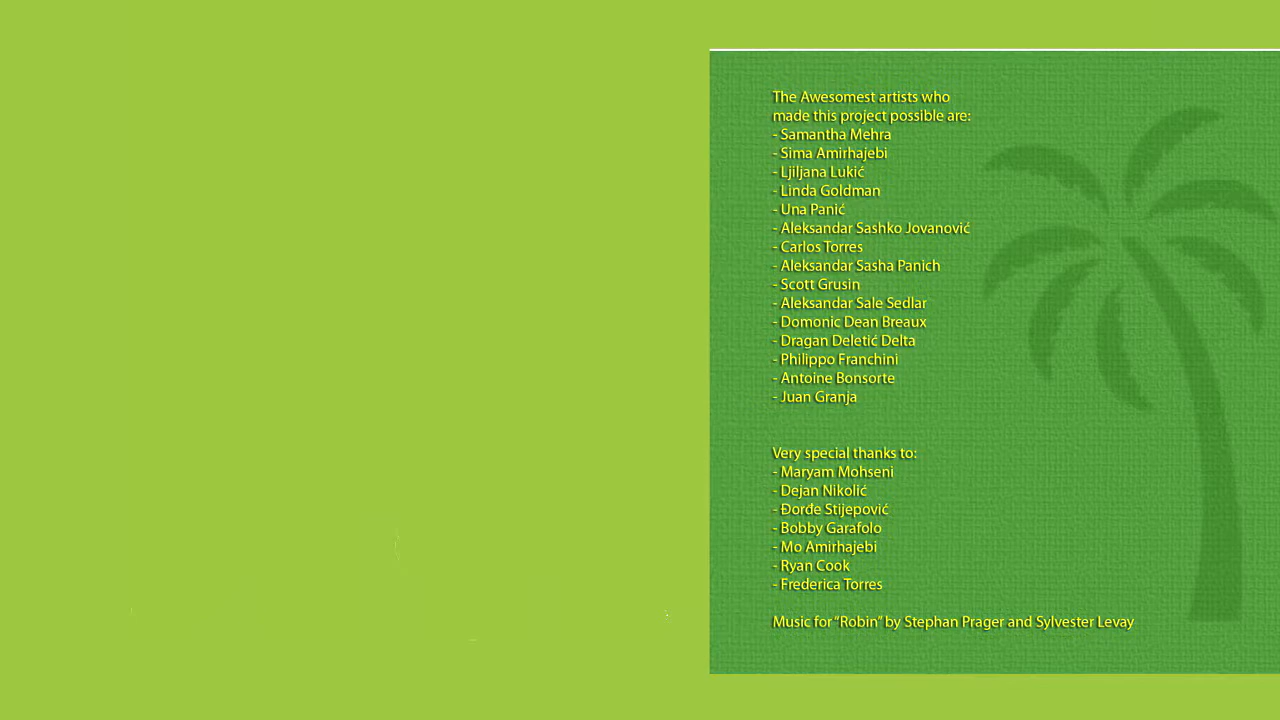 The Awesomest artists who
made this project possible are:
- Samantha Mehra
- Sima Amirhajebi
- Ljiljana Lukić
- Linda Goldman
- Una Panić
- Aleksandar Sashko Jovanović
- Carlos Torres
- Aleksandar Sasha Panich
- Scott Grusin
- Aleksandar Sale Sedlar
- Domonic Dean Breaux
- Dragan Deletić Delta
- Philippo Franchini
- Antoine Bonsorte
- Juan Granja
Very special thanks to:
- Maryam Mohseni
- Dejan Nikolić
- Đorđe Stijepović
- Bobby Garafolo
- Mo Amirhajebi
- Ryan Cook
- Frederica Torres
Music for “Robin” by Stephan Prager and Sylvester Levay